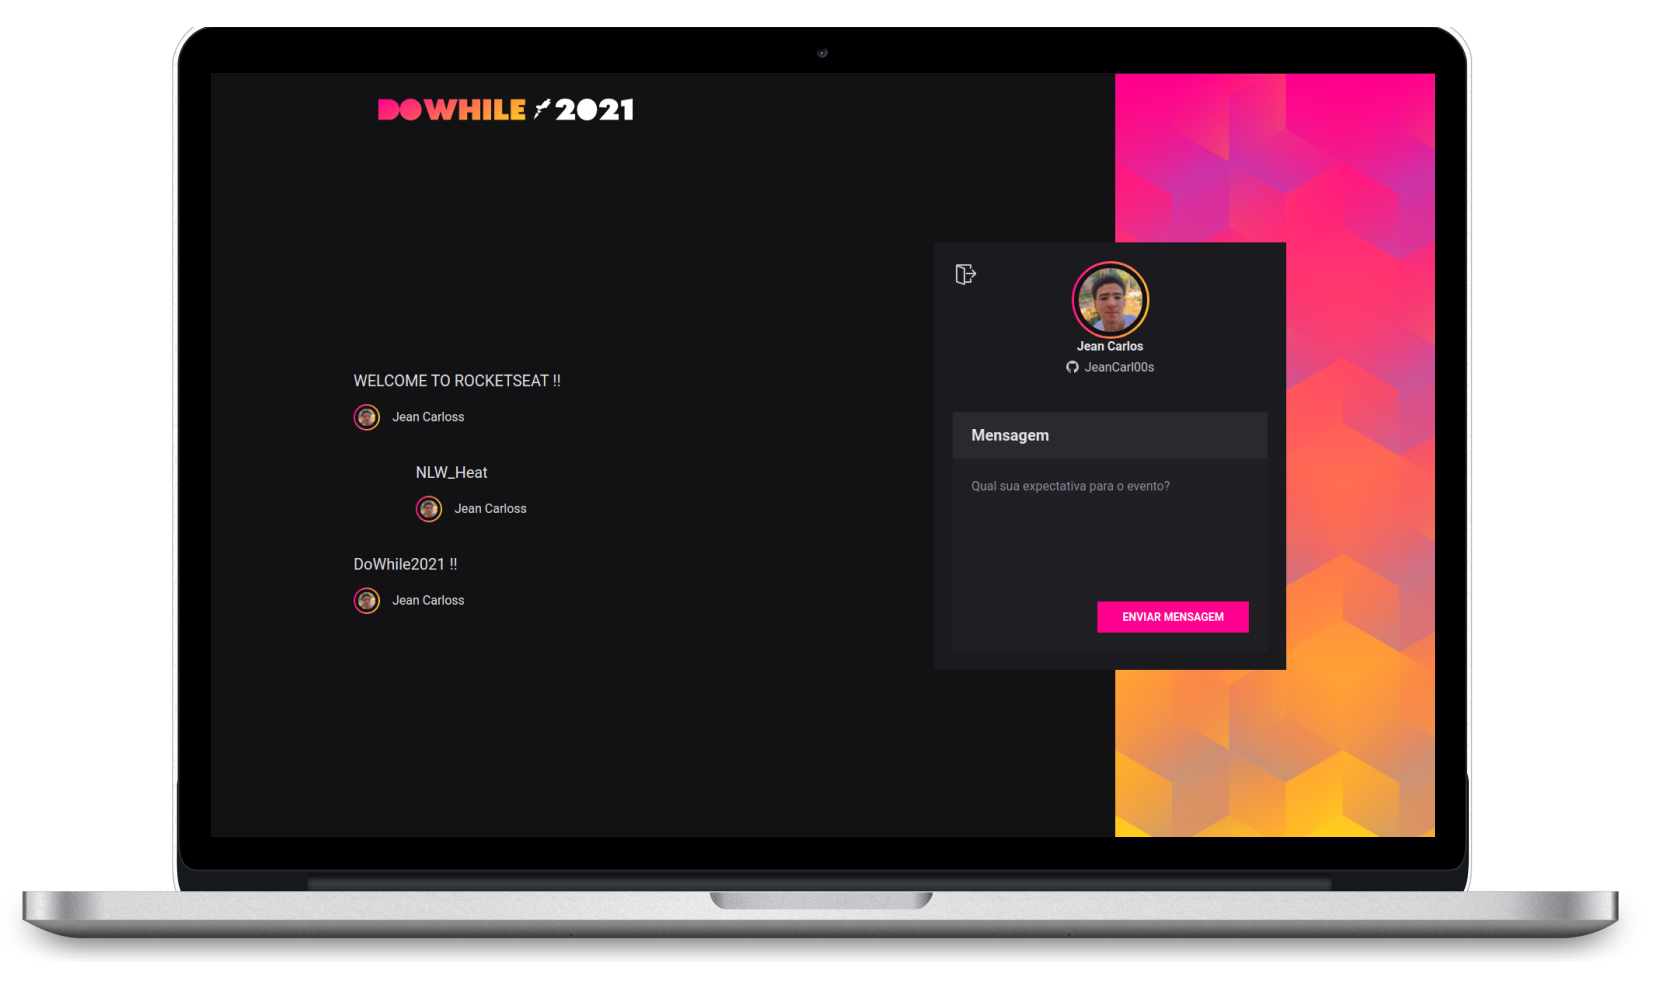 DOWHILE 2021
WELCOME TO ROCKETSEAT !!
Jean Carloss
NLW_Heat
Jean Carloss
DoWhile2021 !!
Jean Carloss
Jean Carlos
JeanCarl00s
Mensagem
Qual sua expectativa para o evento?
ENVIAR MENSAGEM